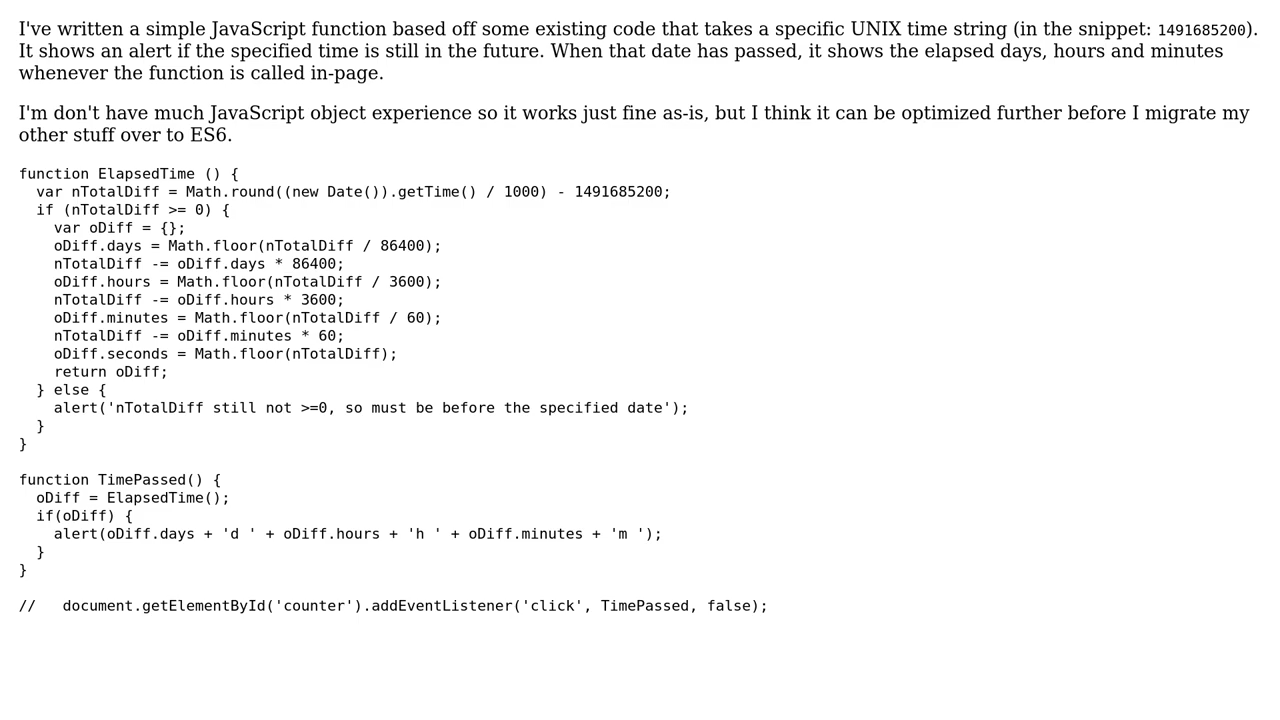 I've written a simple JavaScript function based off some existing code that takes a specific UNIX time string (in the snippet: 1491685200).
It shows an alert if the specified time is still in the future. When that date has passed, it shows the elapsed days, hours and minutes
whenever the function is called in-page.
I'm don't have much JavaScript object experience so it works just fine as-is, but I think it can be optimized further before I migrate my
other stuff over to ES6.
function ElapsedTime () {
  var nTotalDiff = Math.round((new Date()).getTime() / 1000) - 1491685200;
  if (nTotalDiff >= 0) {
    var oDiff = {};
    oDiff.days = Math.floor(nTotalDiff / 86400);
    nTotalDiff -= oDiff.days * 86400;
    oDiff.hours = Math.floor(nTotalDiff / 3600);
    nTotalDiff -= oDiff.hours * 3600;
    oDiff.minutes = Math.floor(nTotalDiff / 60);
    nTotalDiff -= oDiff.minutes * 60;
    oDiff.seconds = Math.floor(nTotalDiff);
    return oDiff;
  } else {
    alert('nTotalDiff still not >=0, so must be before the specified date');
  }
}
function TimePassed() {
  oDiff = ElapsedTime();
  if(oDiff) {
    alert(oDiff.days + 'd ' + oDiff.hours + 'h ' + oDiff.minutes + 'm ');
  }
}
//   document.getElementById('counter').addEventListener('click', TimePassed, false);